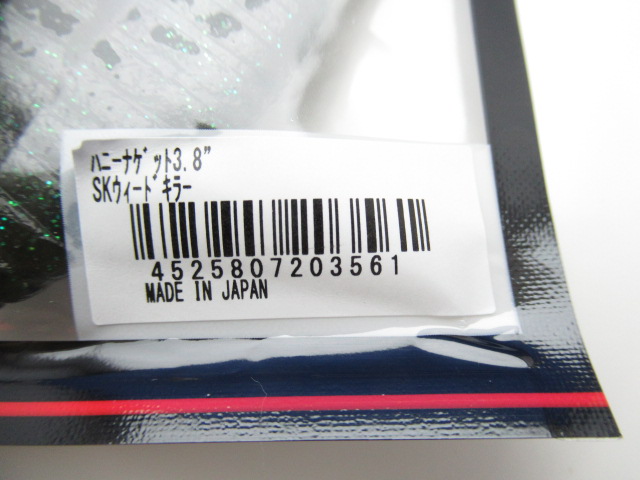 ﾊﾆｰﾅｹﾞｯﾄ3.8"
SKｳｨｰﾄﾞｷﾗｰ
4525807203561
MADE IN JAPAN